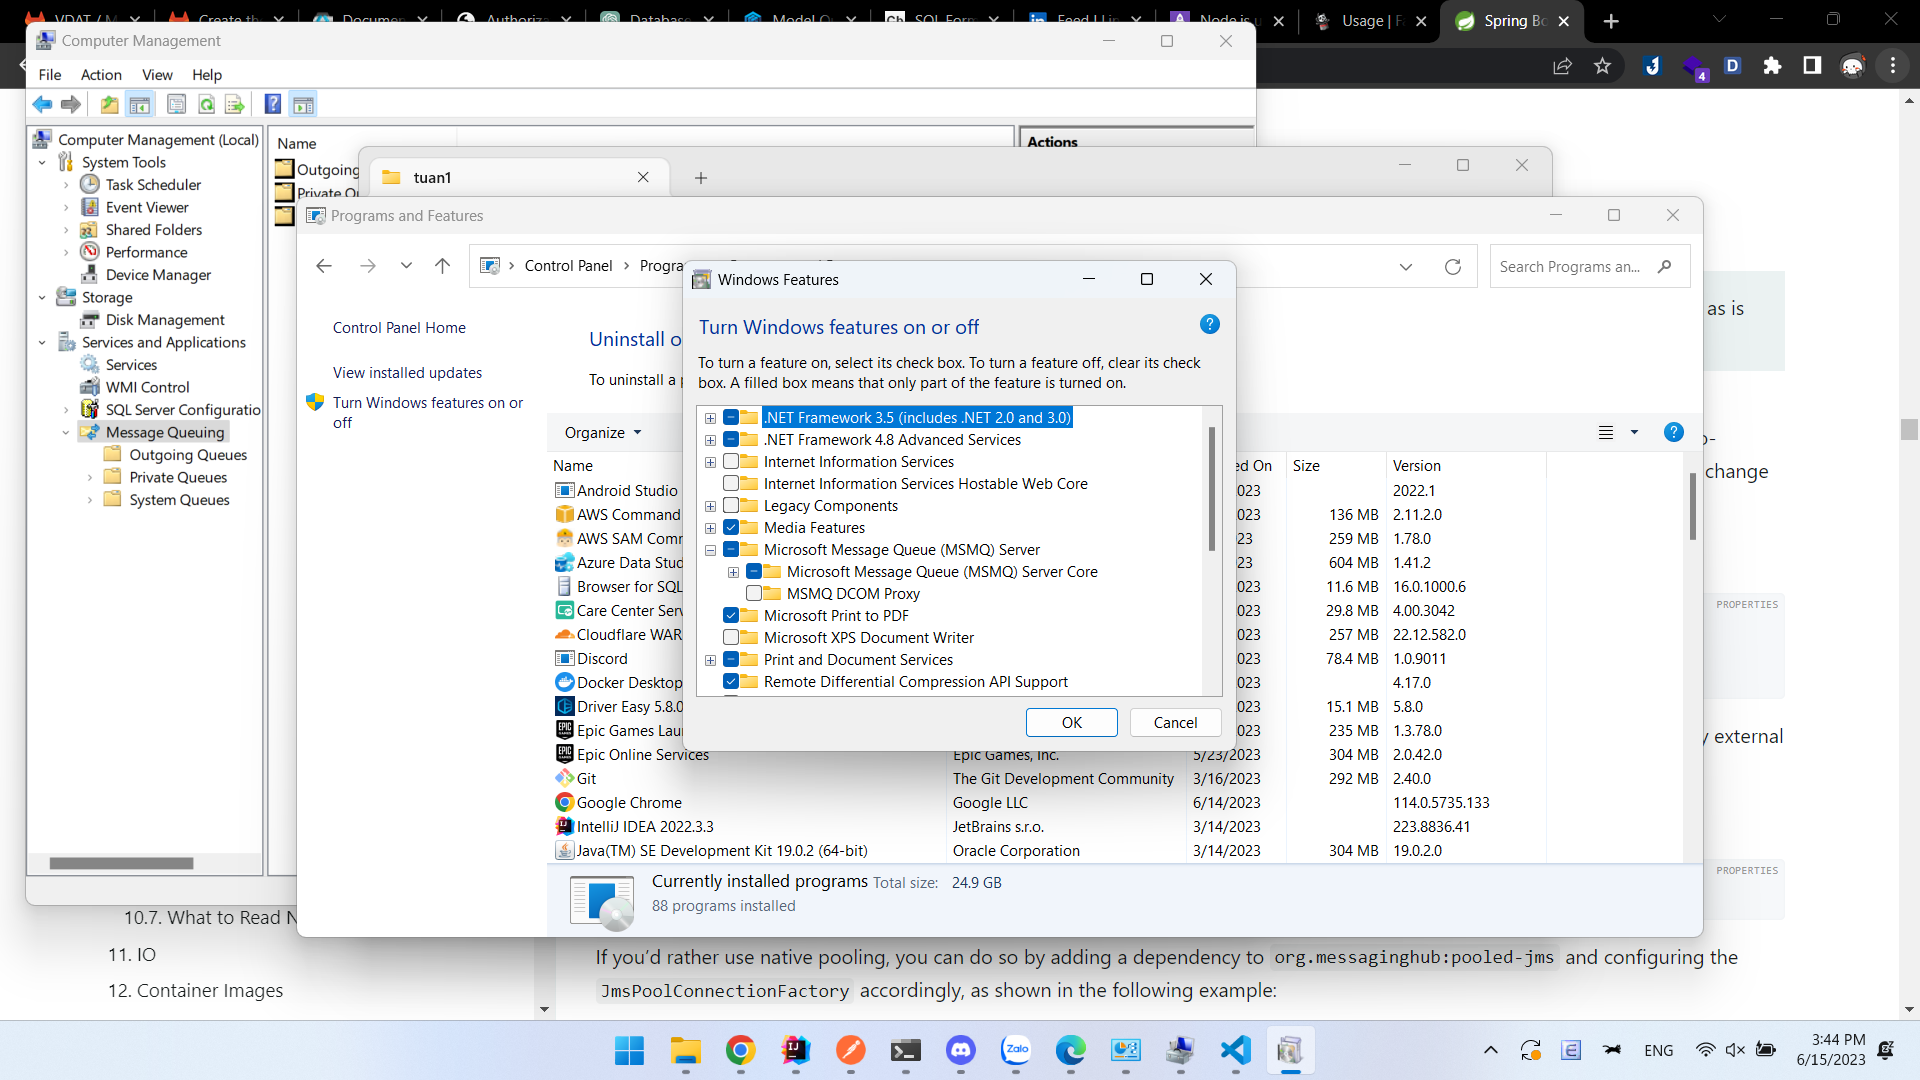 VDAT / M
Create th
Documen
Authoriza
Database
Model O
SQL Form
Feed | Lin
Node.js u
Usage | F
Spring Bo
4
Computer Management
File Action View Help
Computer Management (Local)
System Tools
Task Scheduler
Event Viewer
Shared Folders
Performance
Device Manager
Storage
Disk Management
Services and Applications
Services
WMI Control
SQL Server Configuratio
Message Queuing
Outgoing Queues
Private Queues
System Queues
Name
Outgoing
Private Qu
Actions
tuan1
Programs and Features
Control Panel
Progra
Search Programs an...
Control Panel Home
View installed updates
Turn Windows features on or
off
Uninstall o
To uninstall a p
Organize
Windows Features
Turn Windows features on or off
To turn a feature on, select its check box. To turn a feature off, clear its check
box. A filled box means that only part of the feature is turned on.
.NET Framework 3.5 (includes .NET 2.0 and 3.0)
.NET Framework 4.8 Advanced Services
Internet Information Services
Internet Information Services Hostable Web Core
Legacy Components
Media Features
Microsoft Message Queue (MSMQ) Server
Microsoft Message Queue (MSMQ) Server Core
MSMQ DCOM Proxy
Microsoft Print to PDF
Microsoft XPS Document Writer
Print and Document Services
Remote Differential Compression API Support
OK Cancel
Name ed On Size Version
Android Studio 023 2022.1
AWS Command 023 136 MB 2.11.2.0
AWS SAM Comm 23 259 MB 1.78.0
Azure Data Stud 23 604 MB 1.41.2
Browser for SQL 023 11.6 MB 16.0.1000.6
Care Center Serv 023 29.8 MB 4.00.3042
Cloudflare WAR 023 257 MB 22.12.582.0
Discord 023 78.4 MB 1.0.9011
Docker Desktop 023 4.17.0
Driver Easy 5.8.0 023 15.1 MB 5.8.0
Epic Games Lau 023 235 MB 1.3.78.0
Epic Online Services Epic Games, Inc. 5/23/2023 304 MB 2.0.42.0
Git The Git Development Community 3/16/2023 292 MB 2.40.0
Google Chrome Google LLC 6/14/2023 114.0.5735.133
IntelliJ IDEA 2022.3.3 JetBrains s.r.o. 3/14/2023 223.8836.41
Java(TM) SE Development Kit 19.0.2 (64-bit) Oracle Corporation 3/14/2023 304 MB 19.0.2.0
Currently installed programs Total size: 24.9 GB
88 programs installed
as is
o-
change
PROPERTIES
y external
PROPERTIES
10.7. What to Read N
11. IO
12. Container Images
If you’d rather use native pooling, you can do so by adding a dependency to org.messaginghub:pooled-jms and configuring the
JmsPoolConnectionFactory accordingly, as shown in the following example:
Zalo
ENG
3:44 PM
6/15/2023